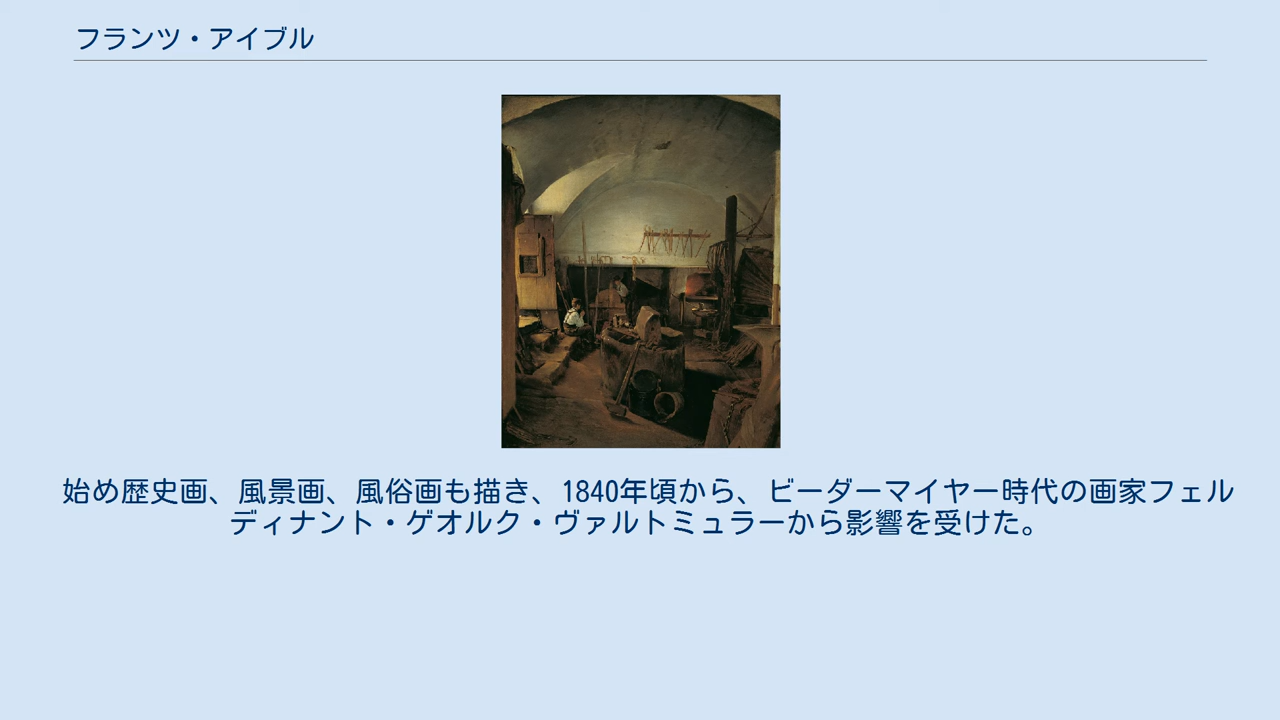 フランツ・アイブル
始め歴史画、風景画、風俗画も描き、1840年頃から、ビーダーマイヤー時代の画家フェル
ディナント・ゲオルク・ヴァルトミュラーから影響を受けた。